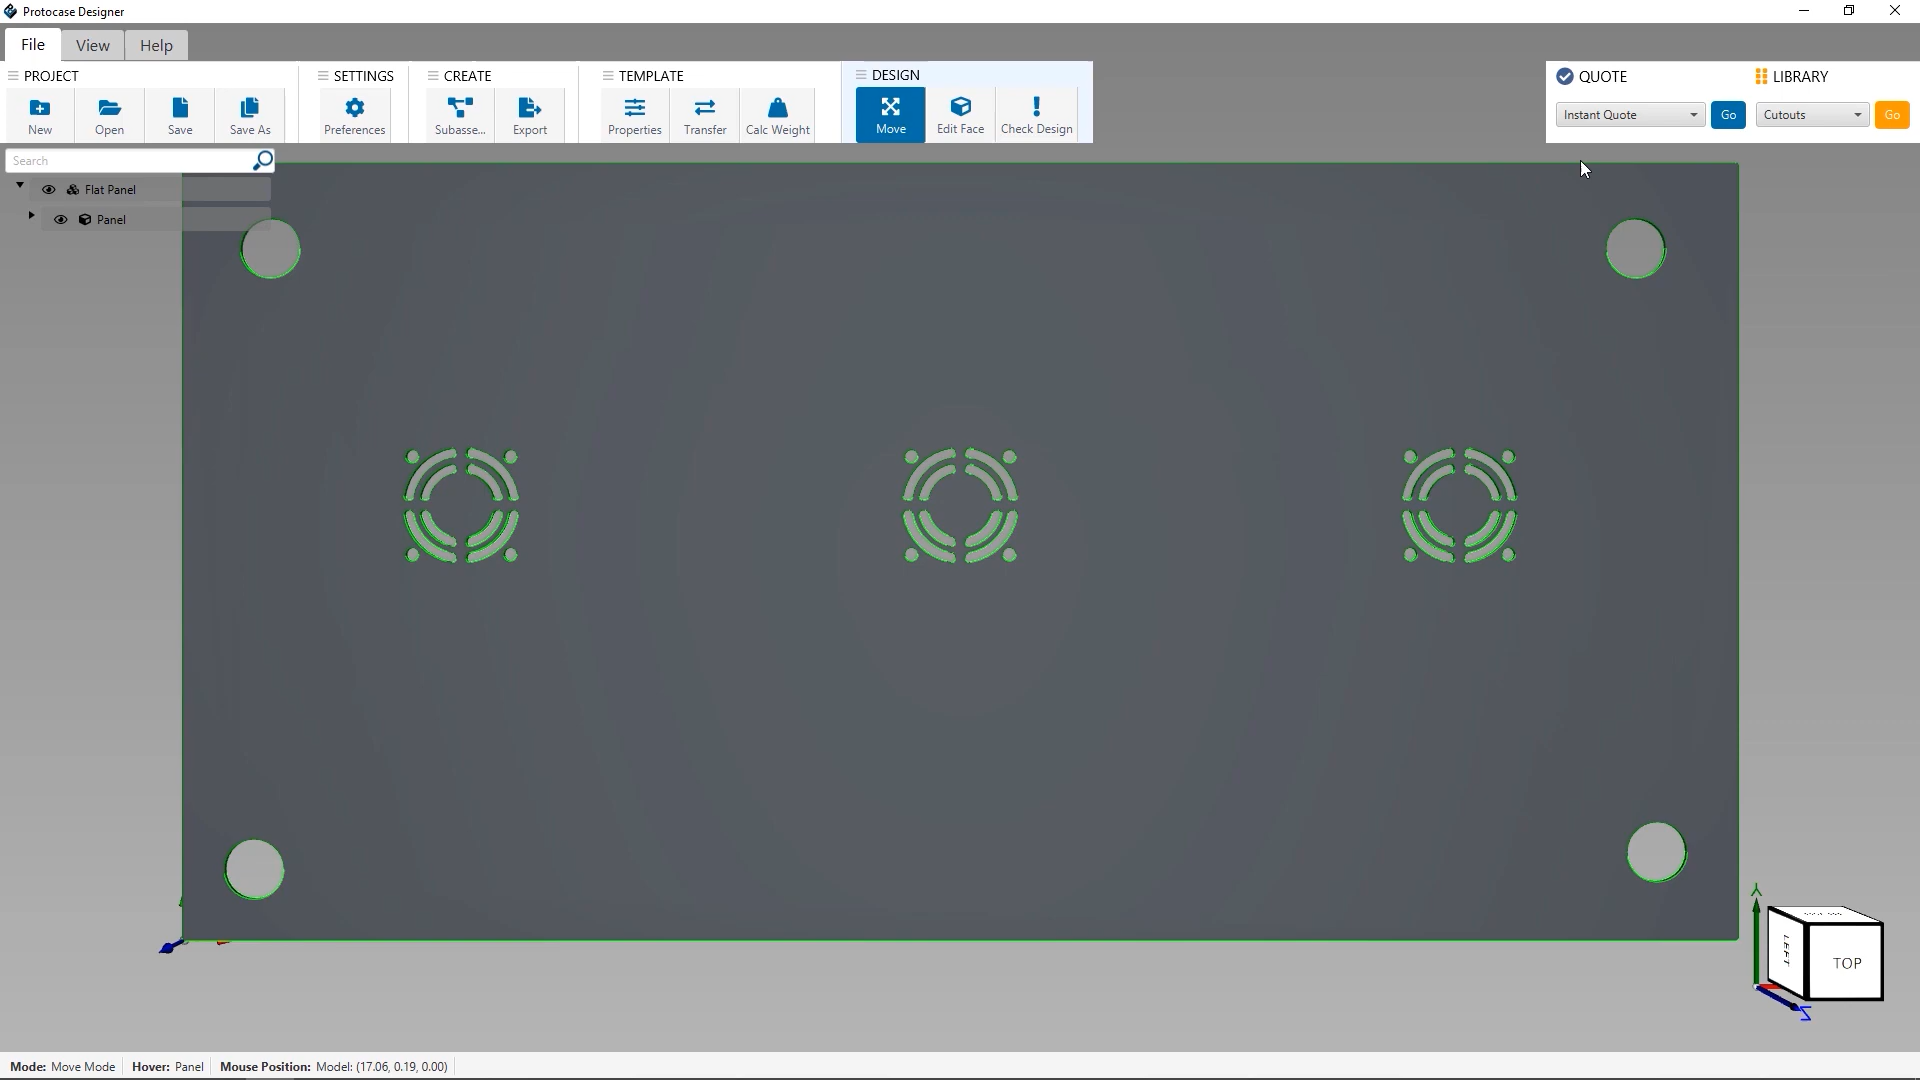 Protocase Designer
File View Help
PROJECT SETTINGS CREATE TEMPLATE DESIGN QUOTE LIBRARY
New Open Save Save As Preferences Subasse... Export Properties Transfer Calc Weight Move Edit Face Check Design Instant Quote Go Cutouts Go
Search
Flat Panel
Panel
Y
LEFT
TOP
Z
Mode: Move Mode Hover: Panel Mouse Position: Model: (17.06, 0.19, 0.00)